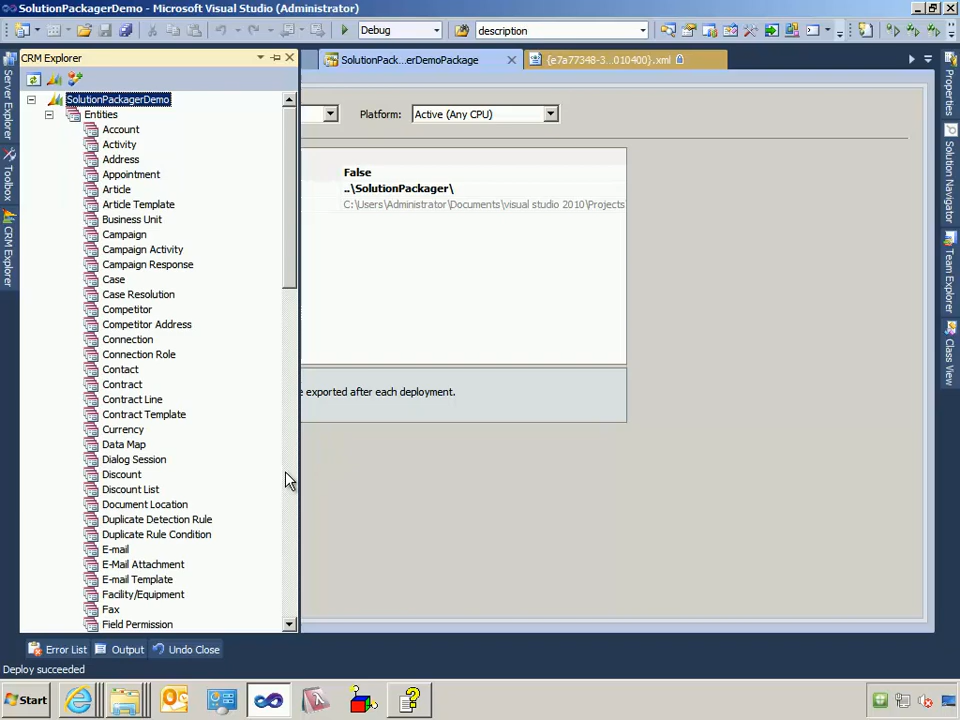 SolutionPackagerDemo - Microsoft Visual Studio (Administrator)
Debug
description
CRM Explorer
SolutionPack...erDemoPackage
{e7a77348-3...010400}.xml
Server Explorer
Toolbox
CRM Explorer
SolutionPackagerDemo
Entities
Account
Activity
Address
Appointment
Article
Article Template
Business Unit
Campaign
Campaign Activity
Campaign Response
Case
Case Resolution
Competitor
Competitor Address
Connection
Connection Role
Contact
Contract
Contract Line
Contract Template
Currency
Data Map
Dialog Session
Discount
Discount List
Document Location
Duplicate Detection Rule
Duplicate Rule Condition
E-mail
E-Mail Attachment
E-mail Template
Facility/Equipment
Fax
Field Permission
Platform:
Active (Any CPU)
False
..\SolutionPackager\
C:\Users\Administrator\Documents\visual studio 2010\Projects
exported after each deployment.
Properties
Solution Navigator
Team Explorer
Class View
Error List
Output
Undo Close
Deploy succeeded
Start